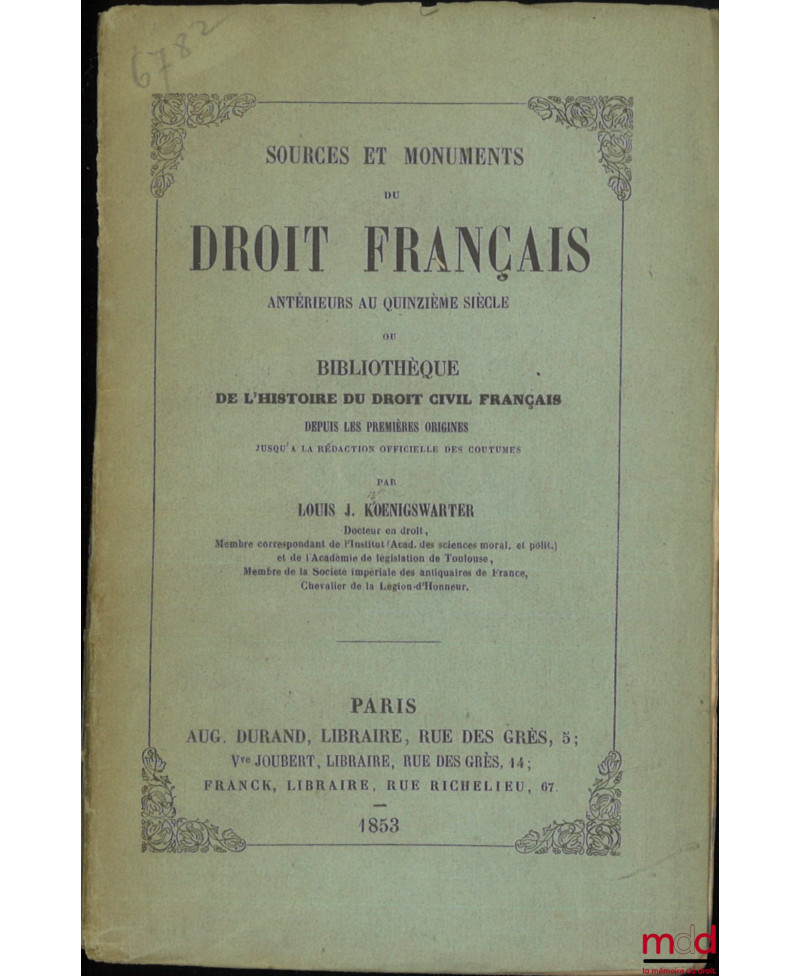 6782
SOURCES ET MONUMENTS
DU
DROIT FRANÇAIS
ANTÉRIEURS AU QUINZIÈME SIÈCLE
OU
BIBLIOTHÈQUE
DE L'HISTOIRE DU DROIT CIVIL FRANÇAIS
DEPUIS LES PREMIÈRES ORIGINES
JUSQU'A LA RÉDACTION OFFICIELLE DES COUTUMES
PAR
LOUIS J. KOENIGSWARTER
Docteur en droit,
Membre correspondant de l'Institut (Acad. des sciences moral. et polit.)
et de l'Académie de législation de Toulouse,
Membre de la Société impériale des antiquaires de France,
Chevalier de la Légion-d'Honneur.
PARIS
AUG. DURAND, LIBRAIRE, RUE DES GRÈS, 5;
Vve JOUBERT, LIBRAIRE, RUE DES GRÈS, 14;
FRANCK, LIBRAIRE, RUE RICHELIEU, 67.
1853
mdd
la mémoire du droit